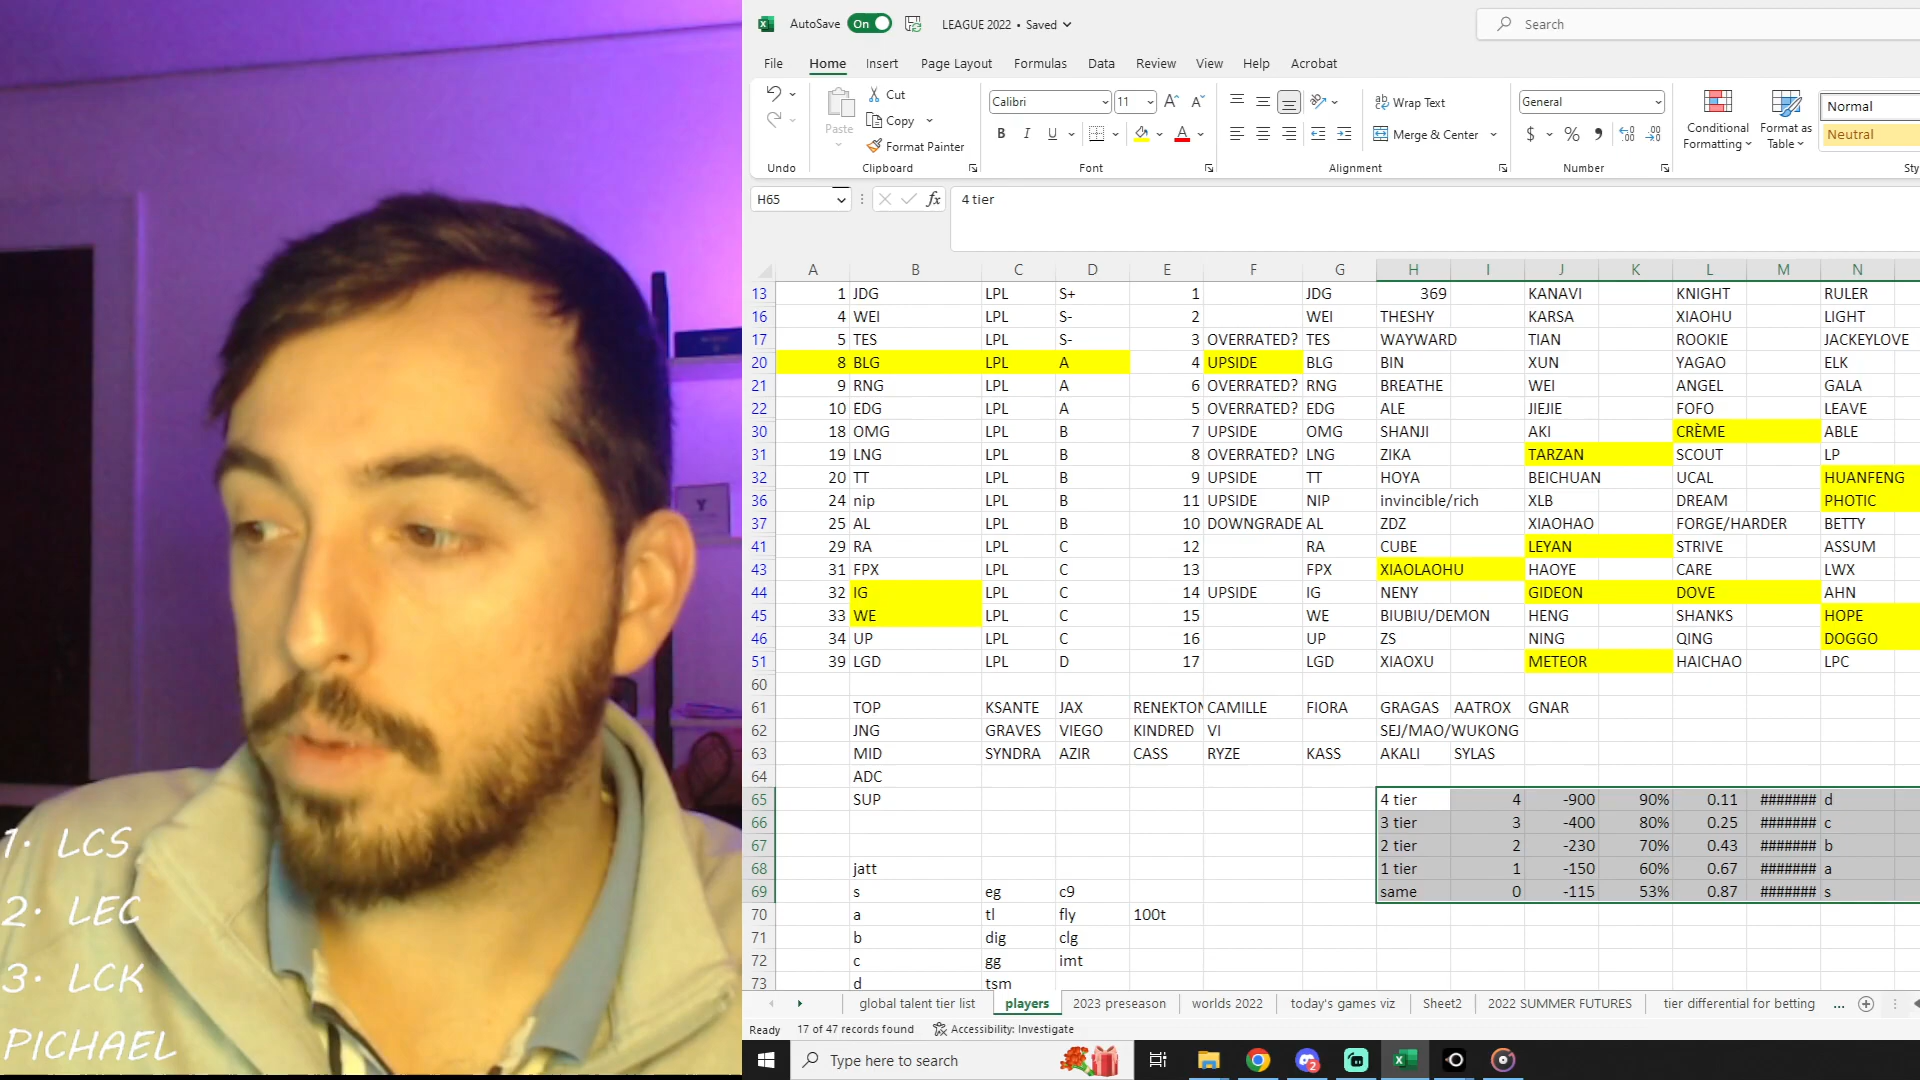 AutoSave On LEAGUE 2022 • Saved Search
File Home Insert Draw Page Layout Formulas Data Review View Help Acrobat
Undo
Paste Cut Copy Format Painter
Clipboard
Calibri 11
B I U A
Font
Wrap Text
Merge & Center
Alignment
General
$ %
Number
Conditional Formatting
Format as Table
Normal
Neutral
H65 fx 4 tier
A B C D E F G H I J K L M N
13 1 JDG LPL S+ 1 JDG 369 KANAVI KNIGHT RULER
16 4 WEI LPL S- 2 WEI THESHY KARSA XIAOHU LIGHT
17 5 TES LPL S- 3 OVERRATED? TES WAYWARD TIAN ROOKIE JACKEYLOVE
20 8 BLG LPL A 4 UPSIDE BLG BIN XUN YAGAO ELK
21 9 RNG LPL A 6 OVERRATED? RNG BREATHE WEI ANGEL GALA
22 10 EDG LPL A 5 OVERRATED? EDG ALE JIEJIE FOFO LEAVE
30 18 OMG LPL B 7 UPSIDE OMG SHANJI AKI CRÈME ABLE
31 19 LNG LPL B 8 OVERRATED? LNG ZIKA TARZAN SCOUT LP
32 20 TT LPL B 9 UPSIDE TT HOYA BEICHUAN UCAL HUANFENG
36 24 nip LPL B 11 UPSIDE NIP invincible/rich XLB DREAM PHOTIC
37 25 AL LPL B 10 DOWNGRADE AL ZDZ XIAOHAO FORGE/HARDER BETTY
41 29 RA LPL C 12 RA CUBE LEYAN STRIVE ASSUM
43 31 FPX LPL C 13 FPX XIAOLAOHU HAOYE CARE LWX
44 32 IG LPL C 14 UPSIDE IG NENY GIDEON DOVE AHN
45 33 WE LPL C 15 WE BIUBIU/DEMON HENG SHANKS HOPE
46 34 UP LPL C 16 UP ZS NING QING DOGGO
51 39 LGD LPL D 17 LGD XIAOXU METEOR HAICHAO LPC
60
61 TOP KSANTE JAX RENEKTON CAMILLE FIORA GRAGAS AATROX GNAR
62 JNG GRAVES VIEGO KINDRED VI SEJ/MAO/WUKONG
63 MID SYNDRA AZIR CASS RYZE KASS AKALI SYLAS
64 ADC
65 SUP 4 tier 4 -900 90% 0.11 ####### d
66 3 tier 3 -400 80% 0.25 ####### c
67 2 tier 2 -230 70% 0.43 ####### b
68 jatt 1 tier 1 -150 60% 0.67 ####### a
69 s eg c9 same 0 -115 53% 0.87 ####### s
70 a tl fly 100t
71 b dig clg
72 c gg imt
73 d tsm
global talent tier list players 2023 preseason worlds 2022 today's games viz Sheet2 2022 SUMMER FUTURES tier differential for betting ...
Ready 17 of 47 records found Accessibility: Investigate
Type here to search
1. LCS
2. LEC
3. LCK
PICHAEL